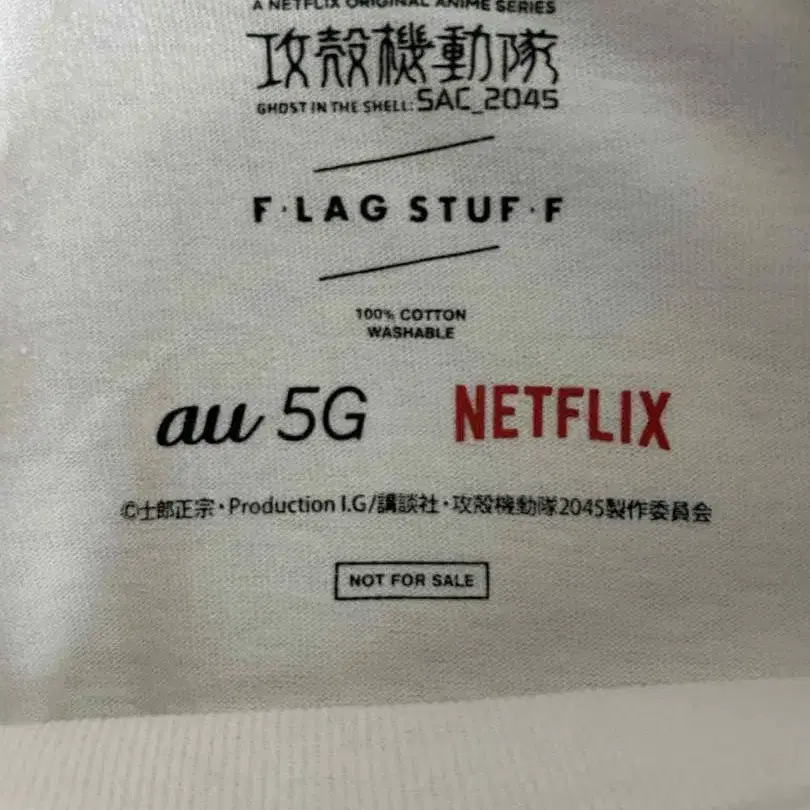 A NETFLIX ORIGINAL ANIME SERIES
攻殻機動隊
GHOST IN THE SHELL: SAC_2045
F·LAG STUF·F
100% COTTON
WASHABLE
au 5G NETFLIX
©士郎正宗・Production I.G/講談社・攻殻機動隊2045製作委員会
NOT FOR SALE